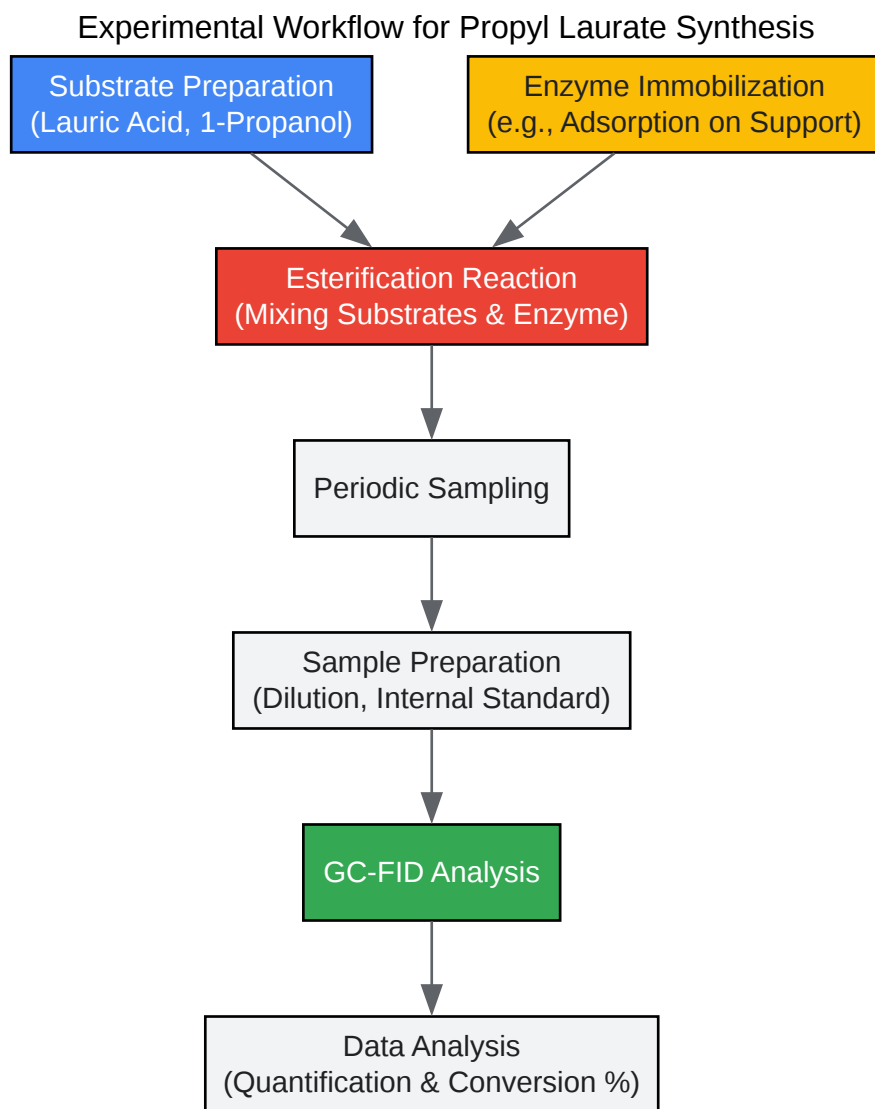 Experimental Workflow for Propyl Laurate Synthesis
Substrate Preparation
(Lauric Acid, 1-Propanol)
Enzyme Immobilization
(e.g., Adsorption on Support)
Esterification Reaction
(Mixing Substrates & Enzyme)
Periodic Sampling
Sample Preparation
(Dilution, Internal Standard)
GC-FID Analysis
Data Analysis
(Quantification & Conversion %)